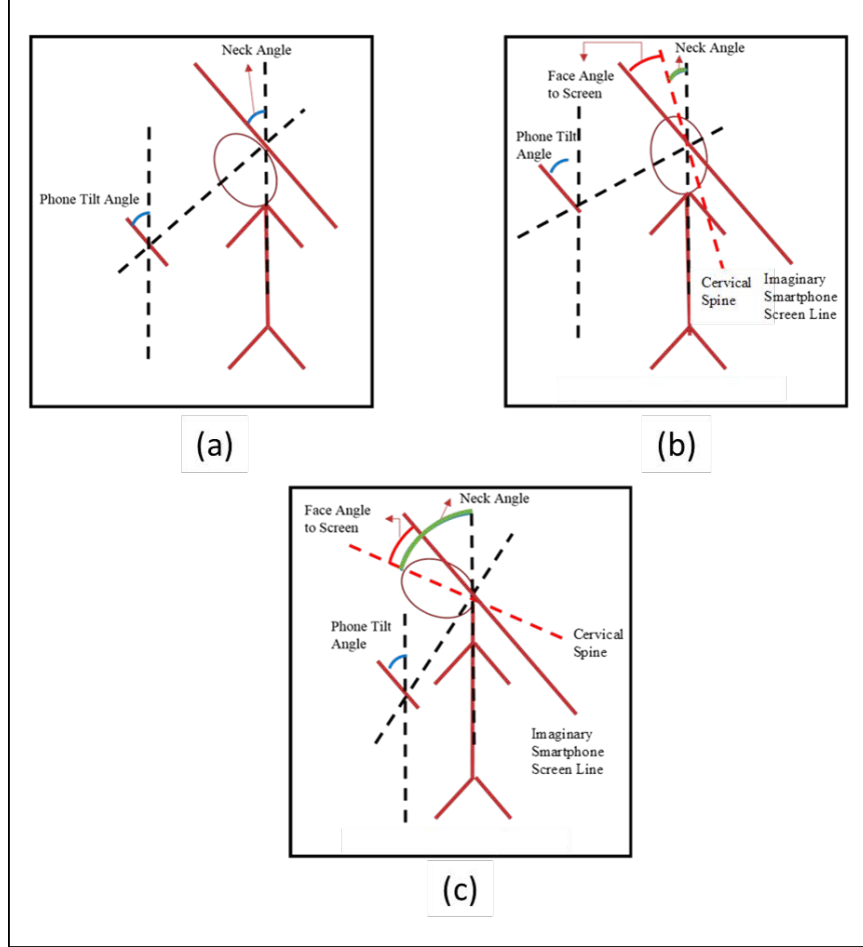 Neck Angle
Phone Tilt Angle
(a)
Neck Angle
Face Angle
to Screen
Phone Tilt
Angle
Cervical
Spine
Imaginary
Smartphone
Screen Line
(b)
Neck Angle
Face Angle
to Screen
Phone Tilt
Angle
Cervical
Spine
Imaginary
Smartphone
Screen Line
(c)